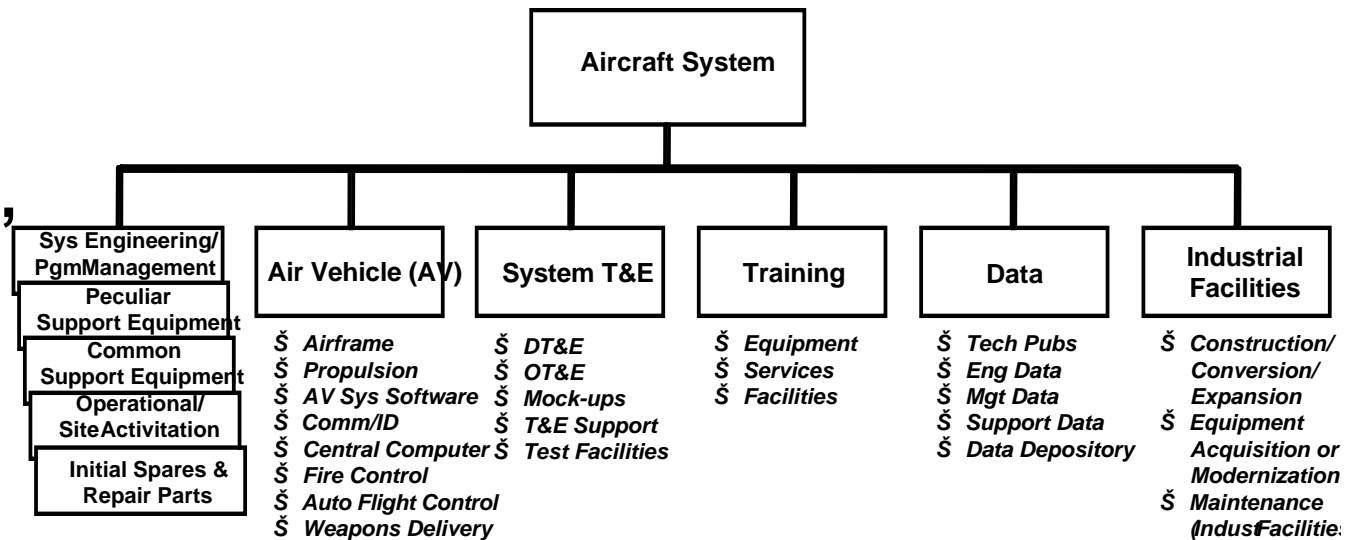 Aircraft System
,
Sys Engineering/
PgmManagement
Peculiar
Support Equipment
Common
Support Equipment
Operational/
SiteActivitation
Initial Spares &
Repair Parts
Air Vehicle (AV)
Š Airframe
Š Propulsion
Š AV Sys Software
Š Comm/ID
Š Central Computer
Š Fire Control
Š Auto Flight Control
Š Weapons Delivery
System T&E
Š DT&E
Š OT&E
Š Mock-ups
Š T&E Support
Š Test Facilities
Training
Š Equipment
Š Services
Š Facilities
Data
Š Tech Pubs
Š Eng Data
Š Mgt Data
Š Support Data
Š Data Depository
Industrial
Facilities
Š Construction/
Conversion/
Expansion
Š Equipment
Acquisition or
Modernization
Š Maintenance
(IndustFacilities